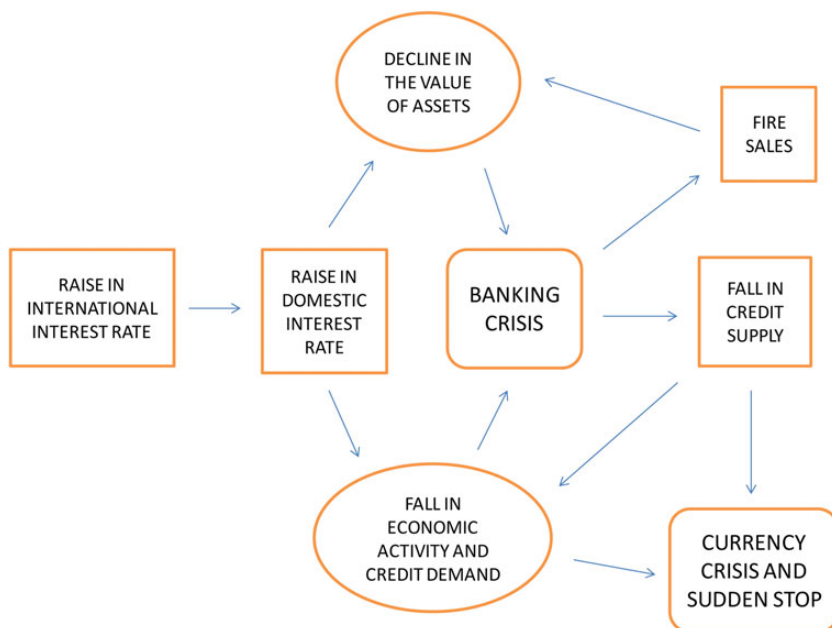 DECLINE IN
THE VALUE
OF ASSETS
FIRE
SALES
RAISE IN
INTERNATIONAL
INTEREST RATE
RAISE IN
DOMESTIC
INTEREST
RATE
BANKING
CRISIS
FALL IN
CREDIT
SUPPLY
FALL IN
ECONOMIC
ACTIVITY AND
CREDIT DEMAND
CURRENCY
CRISIS AND
SUDDEN STOP